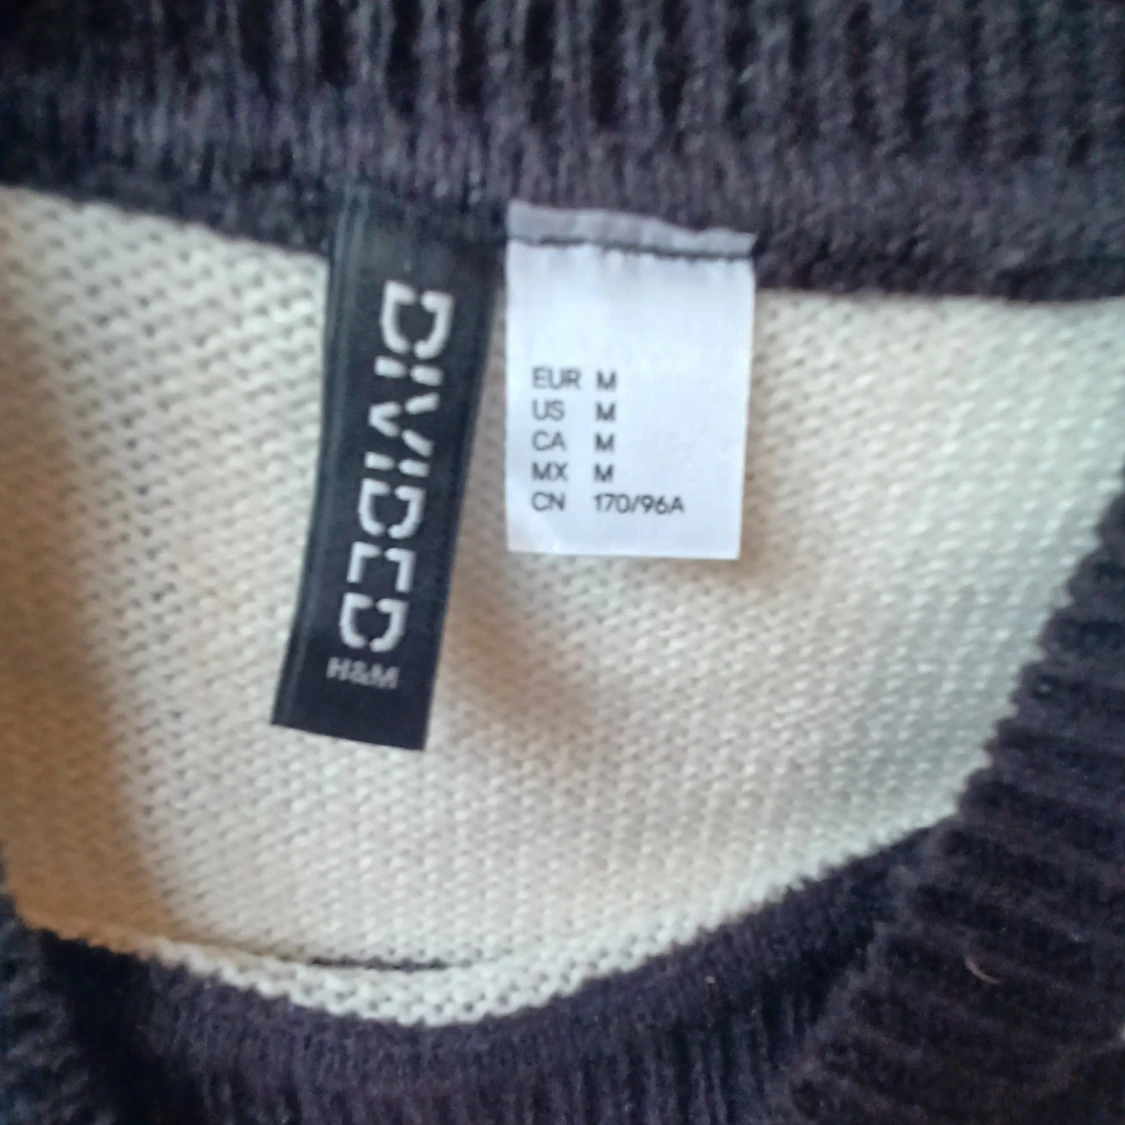 DIVIDED
H&M
EUR M
US M
CA M
MX M
CN 170/96A